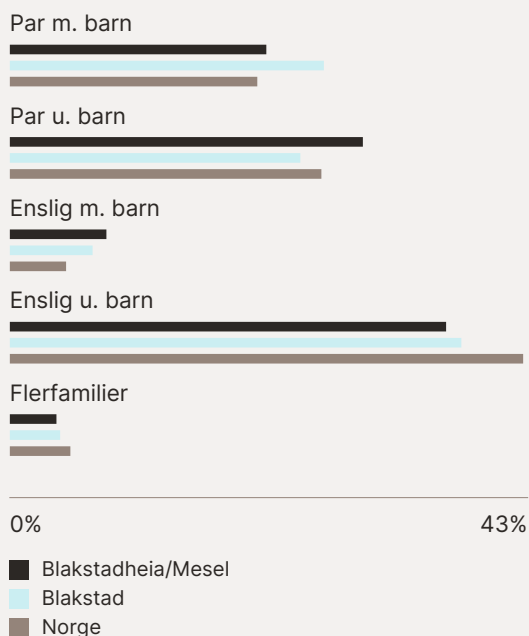 Par m. barn
Par u. barn
Enslig m. barn
Enslig u. barn
Flerfamilier
0% 43%
Blakstadheia/Mesel
Blakstad
Norge